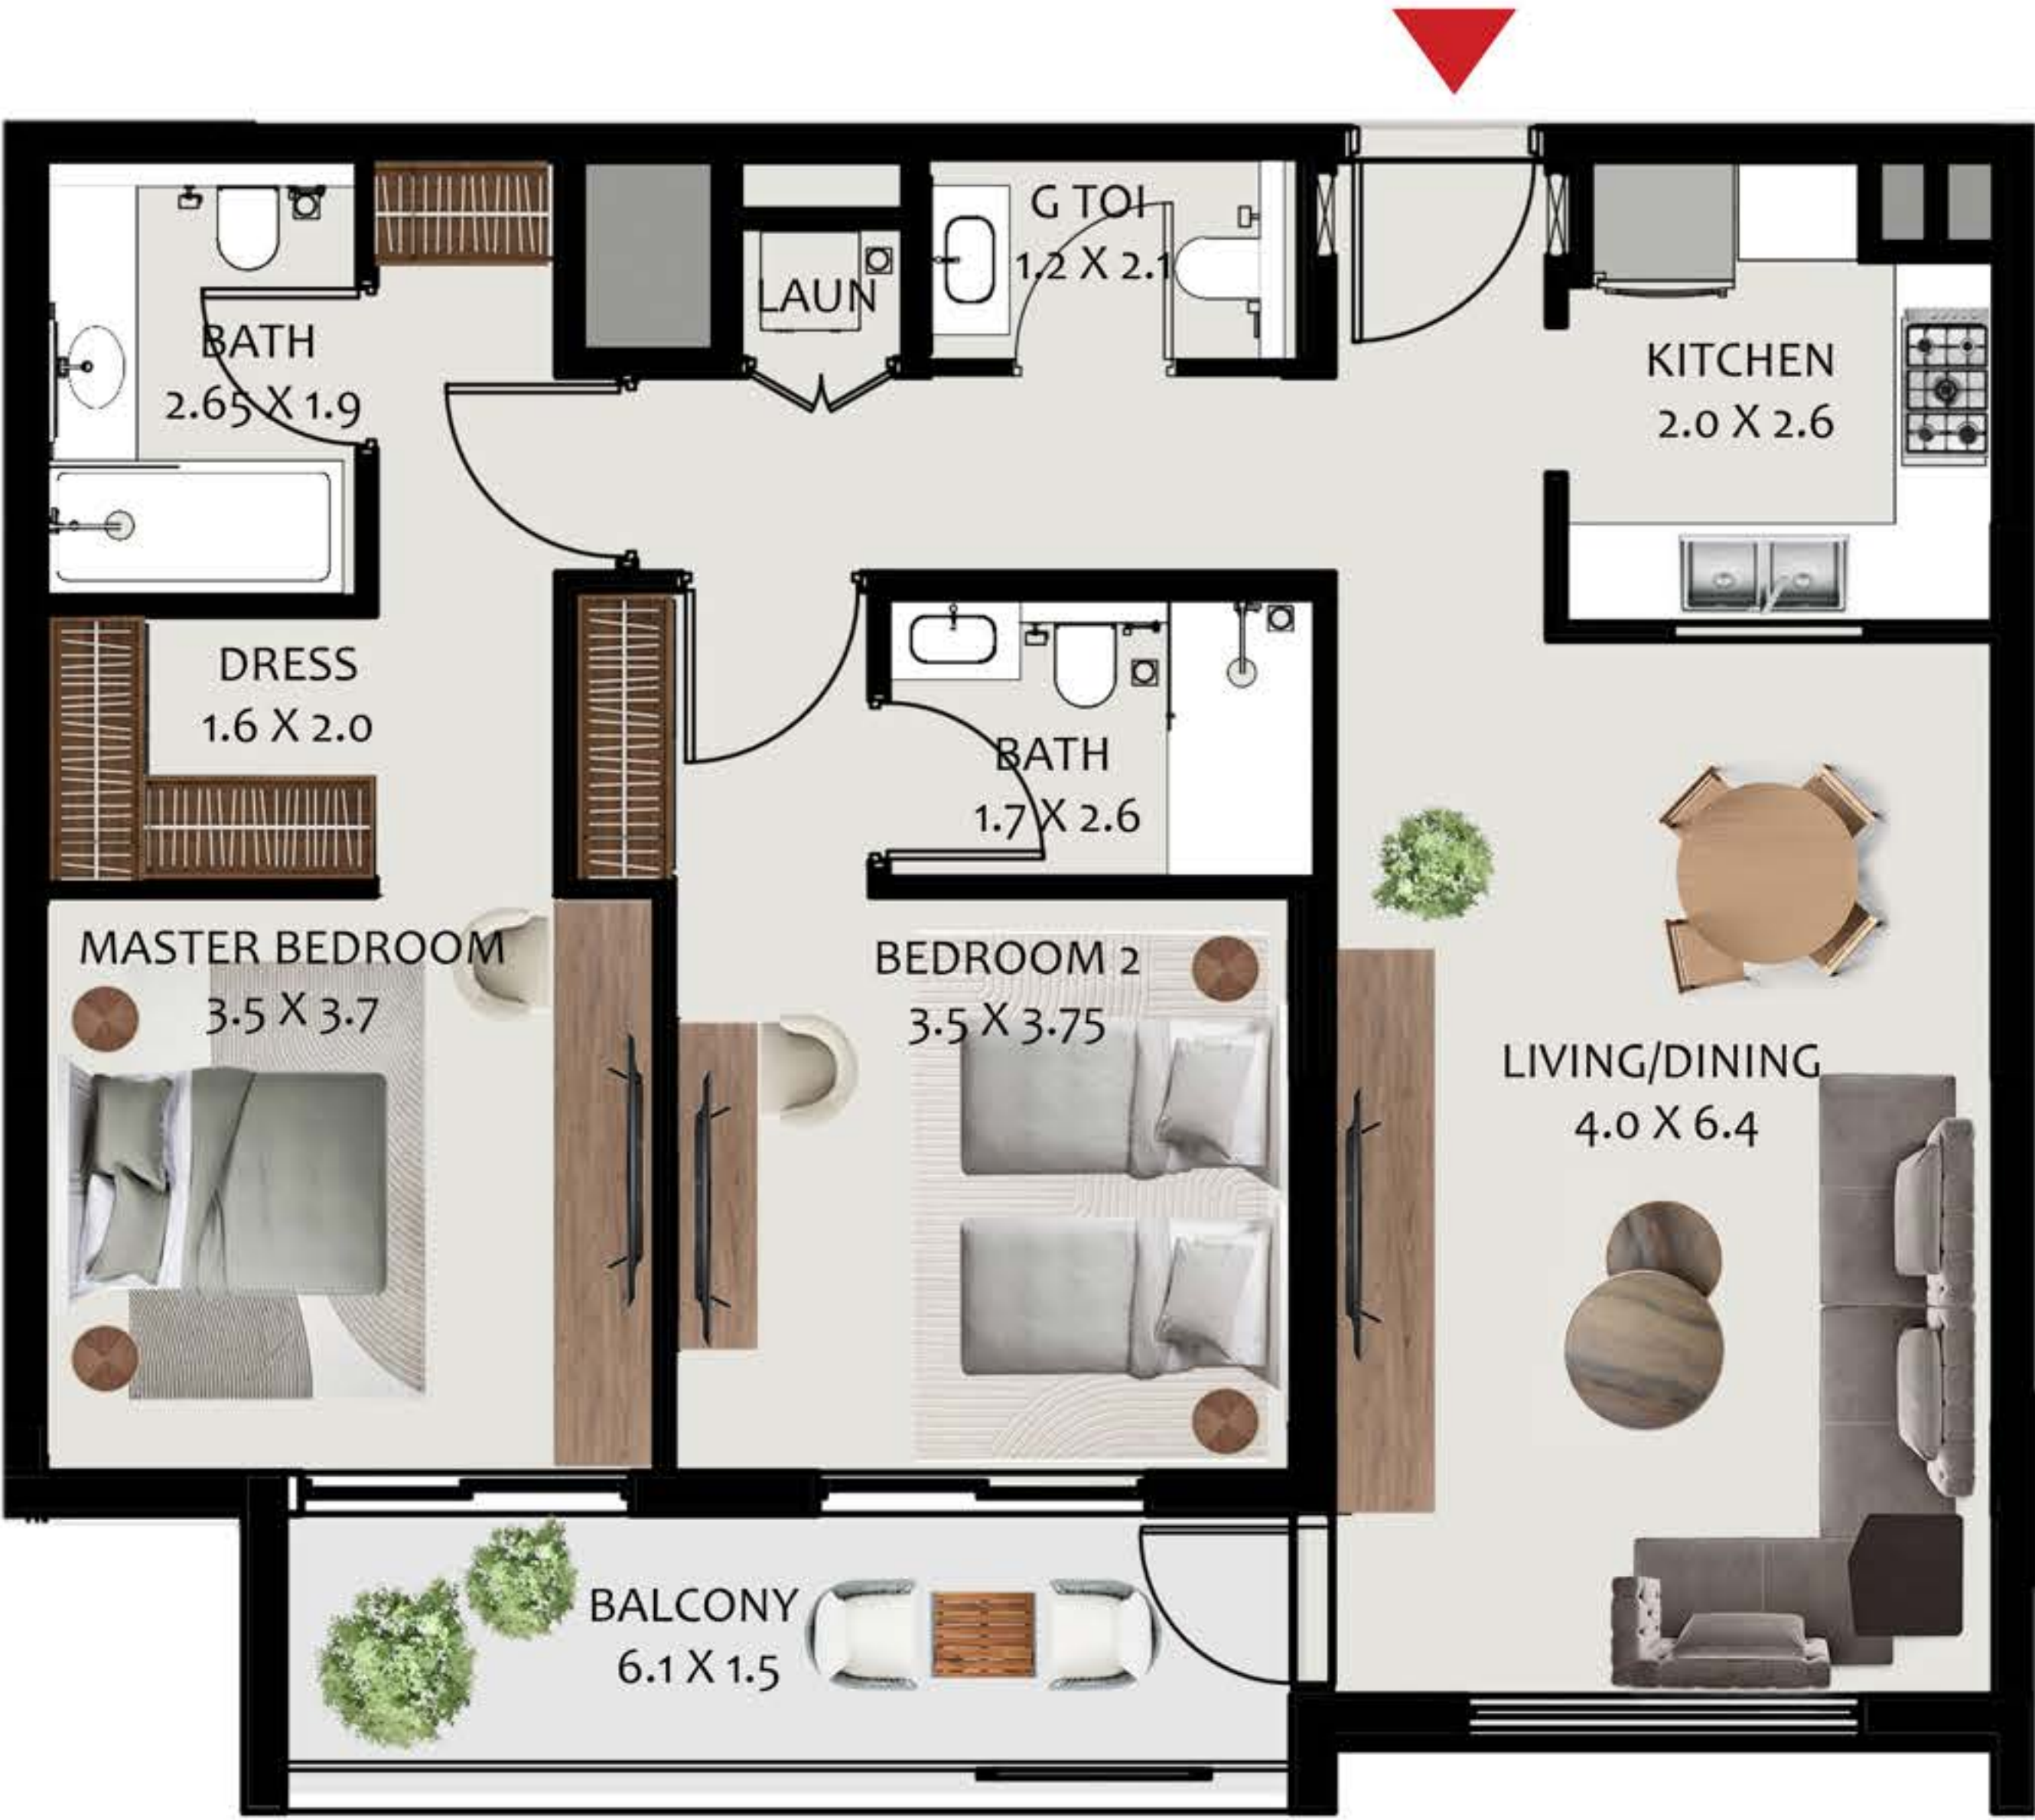 G TOI
1.2 X 2.1
LAUN
BATH
2.65 X 1.9
KITCHEN
2.0 X 2.6
DRESS
1.6 X 2.0
BATH
1.7 X 2.6
MASTER BEDROOM
3.5 X 3.7
BEDROOM 2
3.5 X 3.75
LIVING/DINING
4.0 X 6.4
BALCONY
6.1 X 1.5